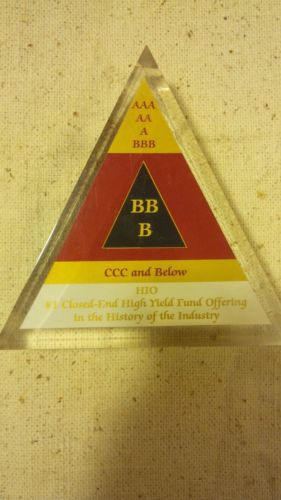 AAA
AA
A
BBB
BB
B
CCC and Below
HIO
#1 Closed-End High Yield Fund Offering
in the History of the Industry